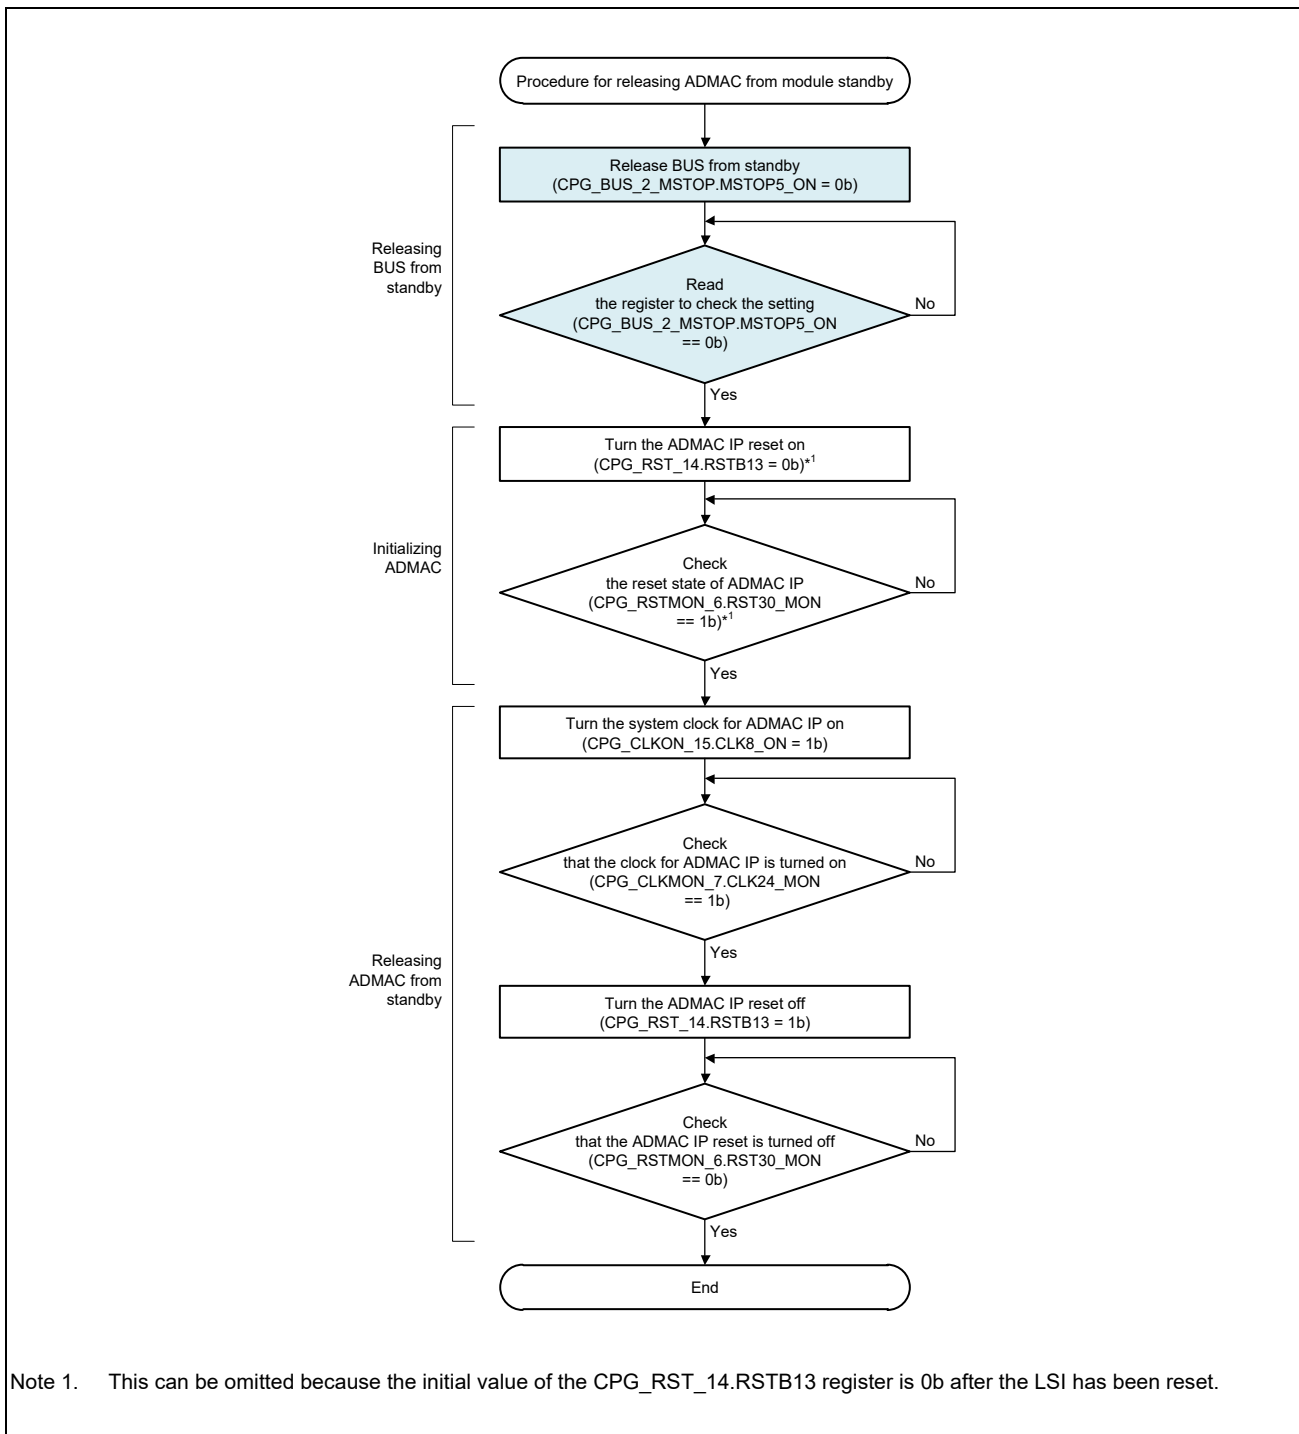 Procedure for releasing ADMAC from module standby
Release BUS from standby
(CPG_BUS_2_MSTOP.MSTOP5_ON = 0b)
Releasing
BUS from
standby
Read
the register to check the setting
(CPG_BUS_2_MSTOP.MSTOP5_ON
== 0b)
No
Yes
Turn the ADMAC IP reset on
(CPG_RST_14.RSTB13 = 0b)*1
Initializing
ADMAC
Check
the reset state of ADMAC IP
(CPG_RSTMON_6.RST30_MON
== 1b)*1
No
Yes
Turn the system clock for ADMAC IP on
(CPG_CLKON_15.CLK8_ON = 1b)
Check
that the clock for ADMAC IP is turned on
(CPG_CLKMON_7.CLK24_MON
== 1b)
No
Yes
Releasing
ADMAC from
standby
Turn the ADMAC IP reset off
(CPG_RST_14.RSTB13 = 1b)
Check
that the ADMAC IP reset is turned off
(CPG_RSTMON_6.RST30_MON
== 0b)
No
Yes
End
Note 1. This can be omitted because the initial value of the CPG_RST_14.RSTB13 register is 0b after the LSI has been reset.